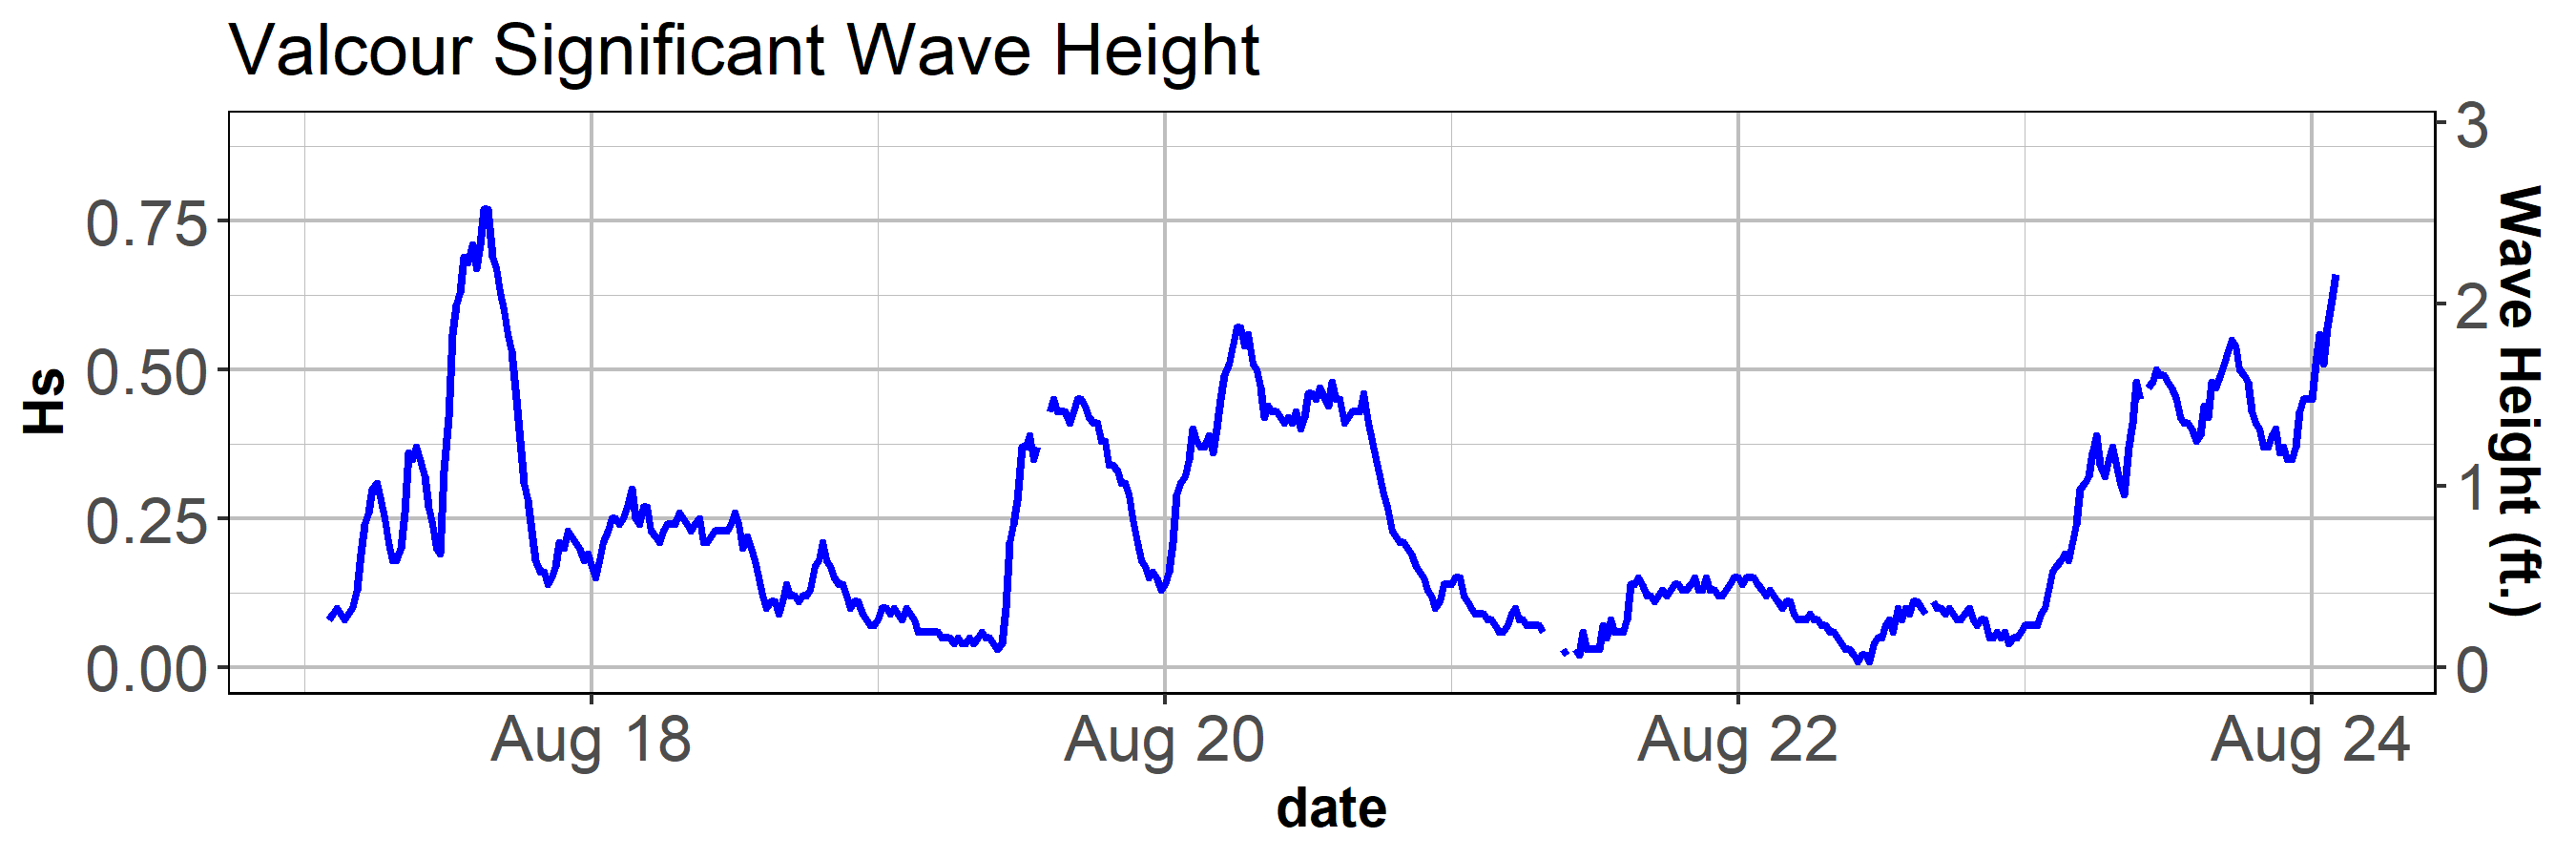 Valcour Significant Wave Height
Hs
0.75
0.50
0.25
0.00
3
2
1
0
Wave Height (ft.)
Aug 18
Aug 20
Aug 22
Aug 24
date